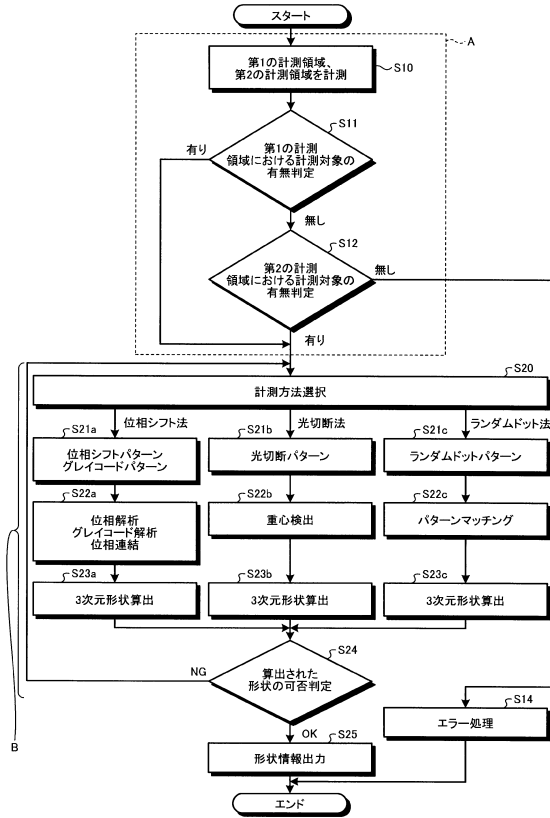 スタート
A
第1の計測領域、
第2の計測領域を計測
S10
S11
有り
第1の計測
領域における計測対象の
有無判定
無し
S12
第2の計測
領域における計測対象の
有無判定
無し
有り
S20
計測方法選択
位相シフト法
光切断法
ランダムドット法
S21a
S21b
S21c
位相シフトパターン
グレイコードパターン
光切断パターン
ランダムドットパターン
S22a
S22b
S22c
位相解析
グレイコード解析
位相連結
重心検出
パターンマッチング
S23a
S23b
S23c
3次元形状算出
3次元形状算出
3次元形状算出
S24
NG
算出された
形状の可否判定
B
OK
S14
エラー処理
S25
形状情報出力
エンド